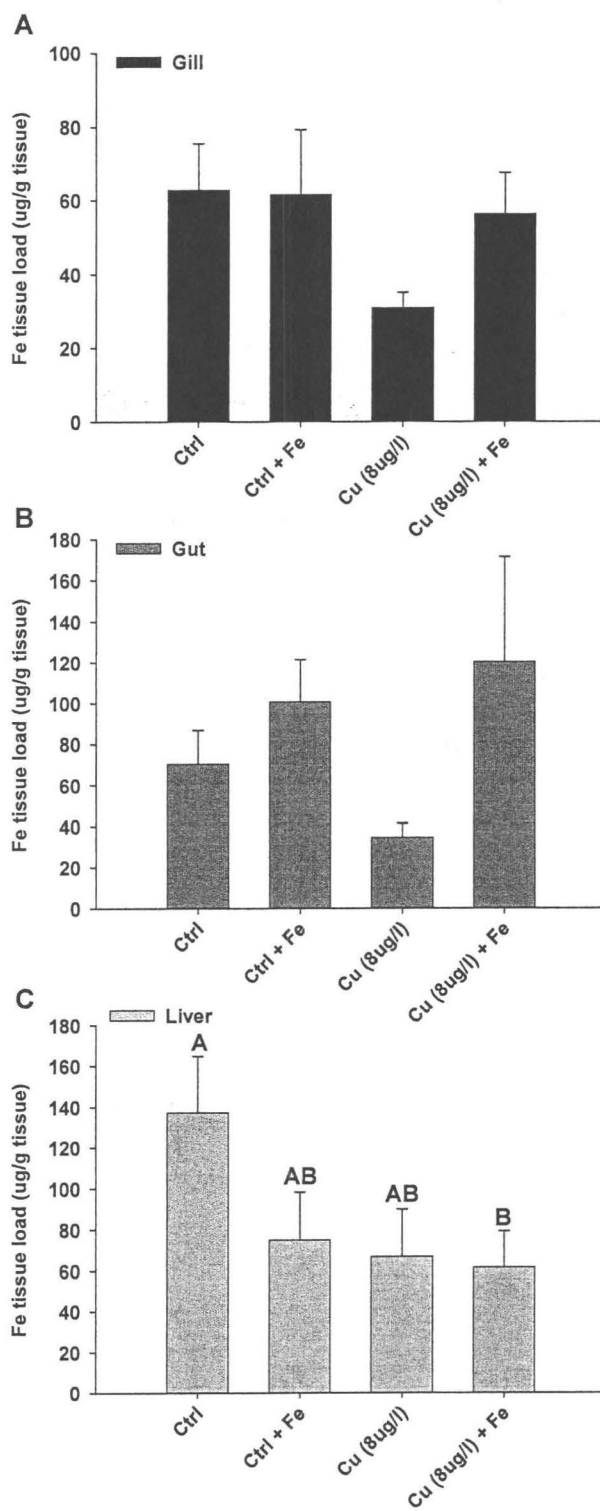 A
Gill
Fe tissue load (ug/g tissue)
100
80
60
40
20
0
Ctrl
Ctrl + Fe
Cu (8ug/l)
Cu (8ug/l) + Fe
B
Gut
Fe tissue load (ug/g tissue)
180
160
140
120
100
80
60
40
20
0
Ctrl
Ctrl + Fe
Cu (8ug/l)
Cu (8ug/l) + Fe
C
Liver
Fe tissue load (ug/g tissue)
180
160
140
120
100
80
60
40
20
0
A
AB
AB
B
Ctrl
Ctrl + Fe
Cu (8ug/l)
Cu (8ug/l) + Fe